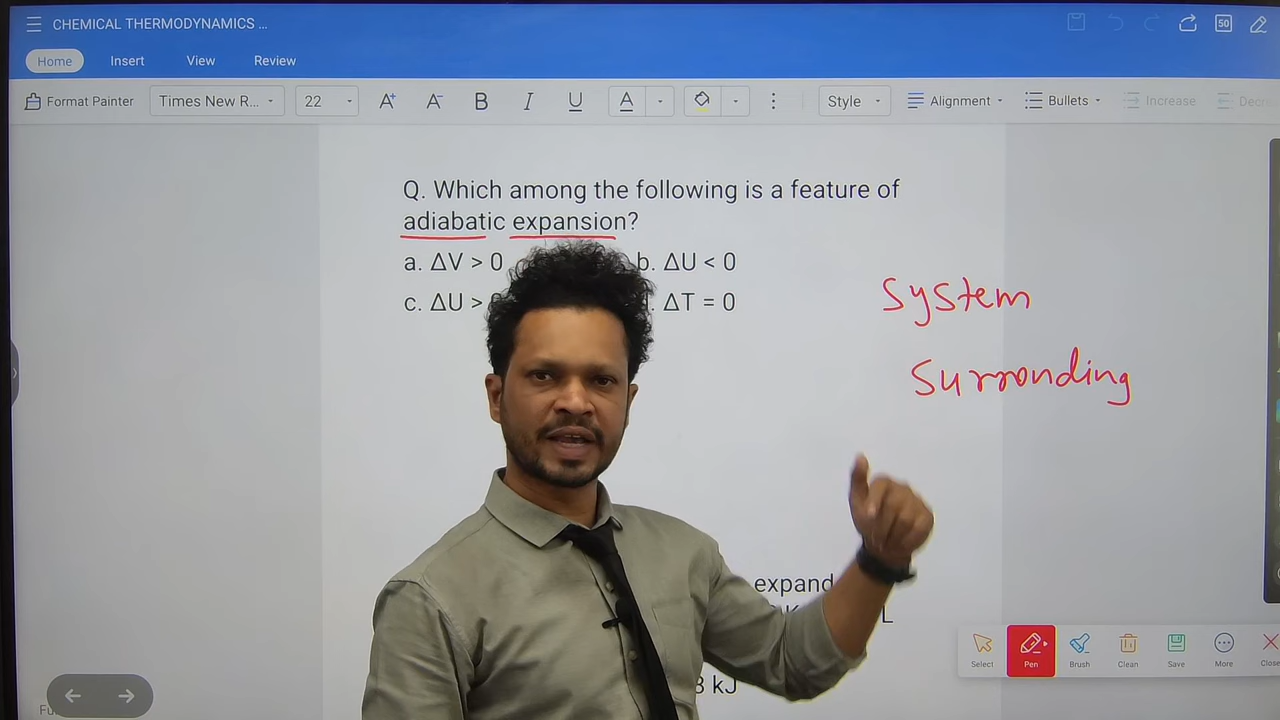 CHEMICAL THERMODYNAMICS ...
50
Home Insert View Review
Format Painter Times New R... 22 A+ A- B I U A Style Alignment Bullets Increase
Q. Which among the following is a feature of
adiabatic expansion?
a. ΔV > 0 b. ΔU < 0
c. ΔU > d. ΔT = 0
System
Surronding
expand
L
kJ
Select Pen Brush Clean Save More Close